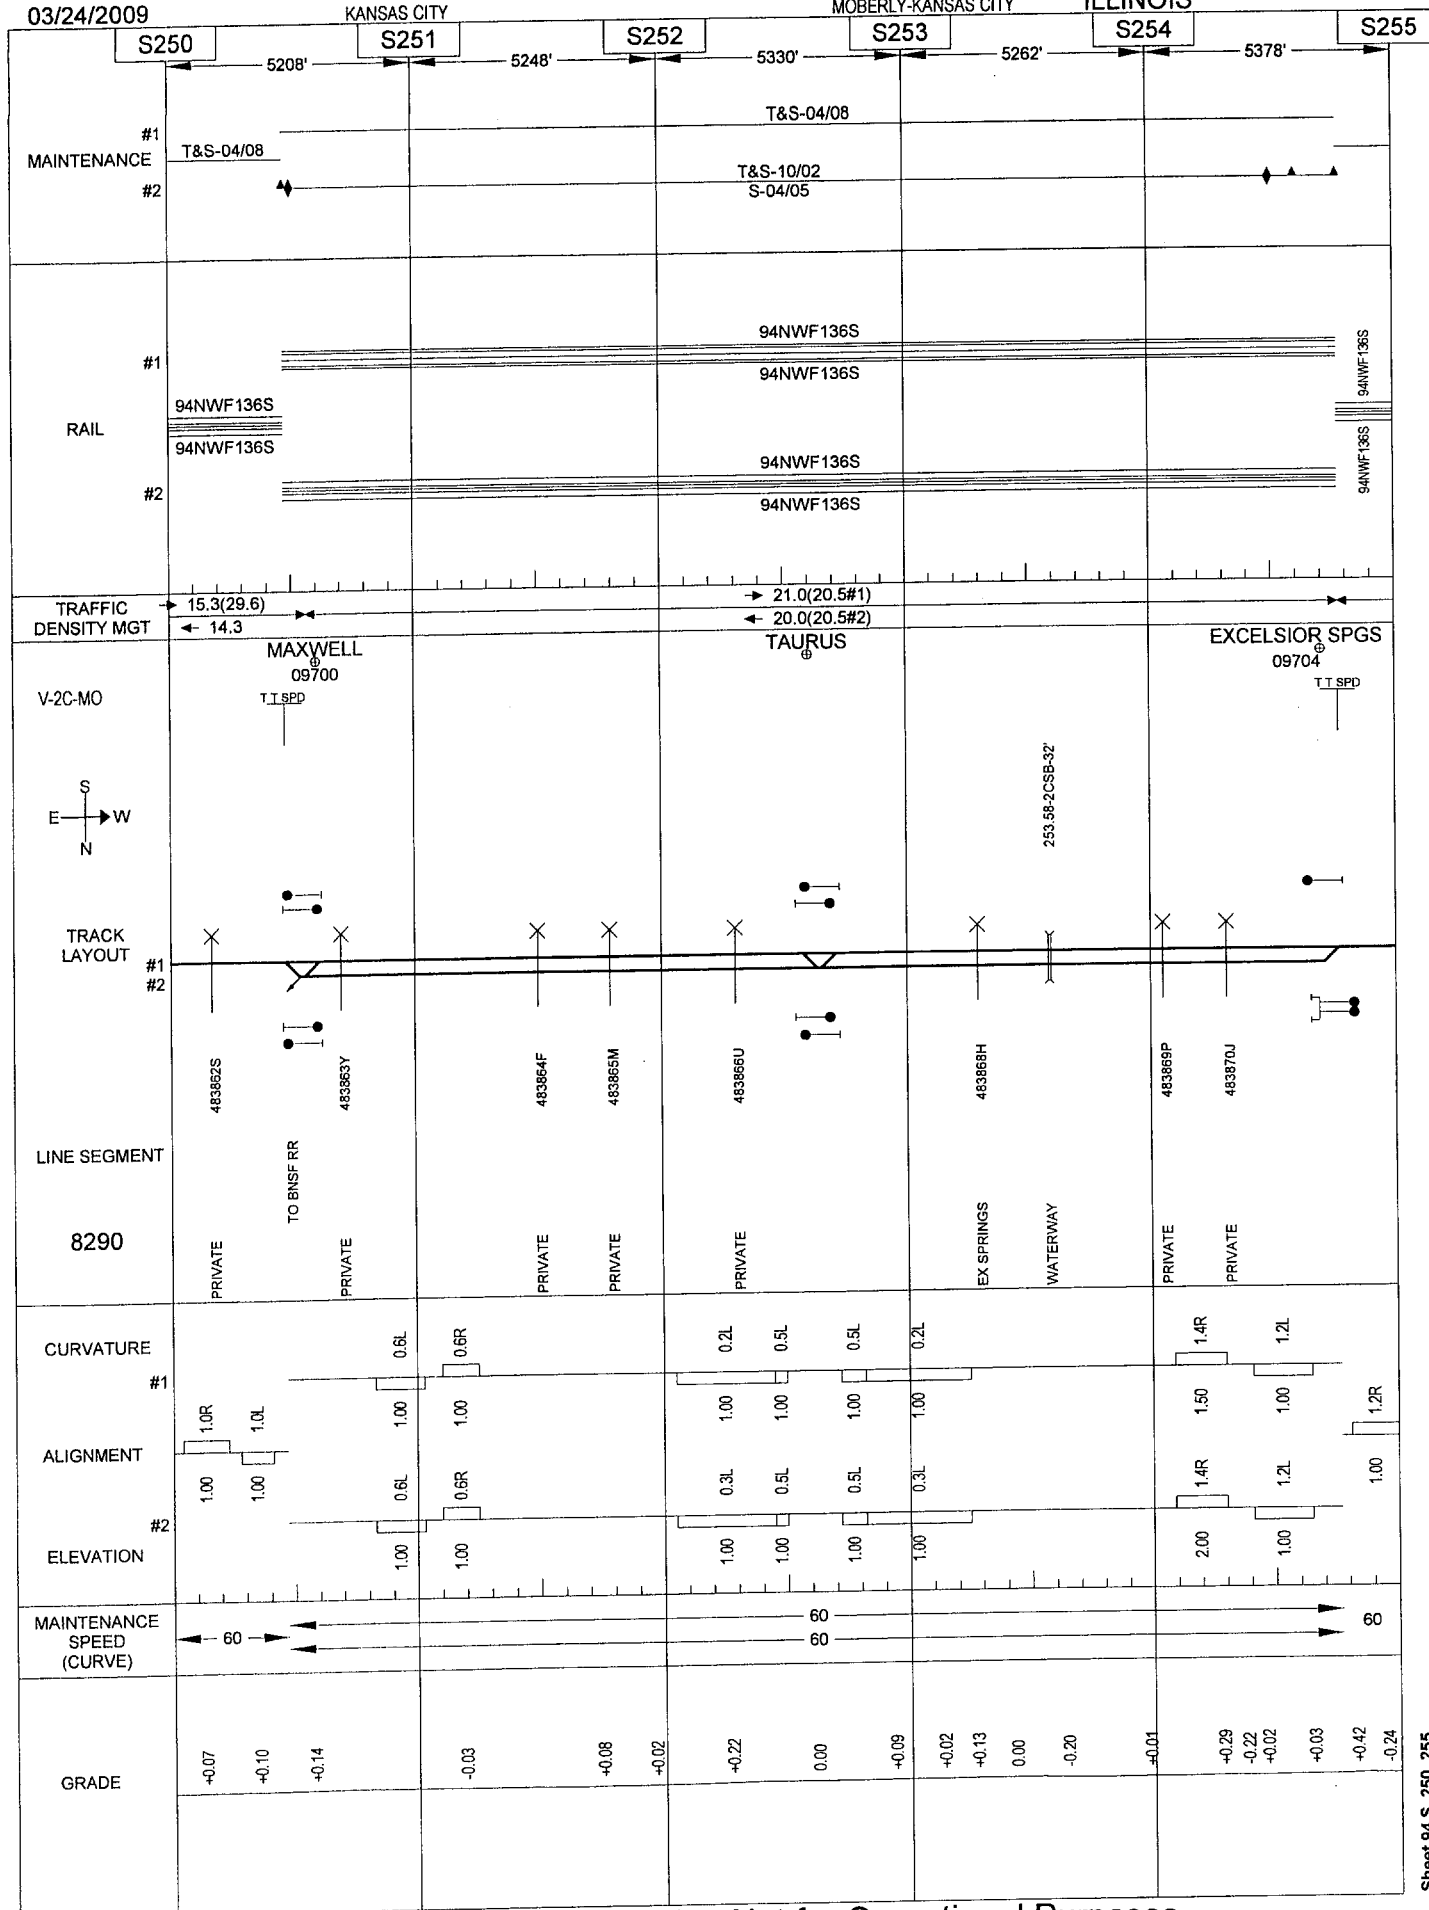 03/24/2009 KANSAS CITY MOBERLY-KANSAS CITY ILLINOIS
S250 S251 S252 S253 S254 S255
5208' 5248' 5330' 5262' 5378'
#1 T&S-04/08
MAINTENANCE T&S-04/08
#2 T&S-10/02
S-04/05
94NWF136S
#1
94NWF136S
94NWF136S
94NWF136S
RAIL
94NWF136S
94NWF136S
94NWF136S
#2
94NWF136S
TRAFFIC 15.3(29.6) 21.0(20.5#1)
DENSITY MGT 14.3 20.0(20.5#2)
MAXWELL TAURUS EXCELSIOR SPGS
09700 09704
V-2C-MO T T SPD T T SPD
S
E W
N
253.58-2CSB-32'
TRACK
LAYOUT
#1
#2
483862S 483863Y 483864F 483865M 483866U 483868H 483869P 483870J
LINE SEGMENT
TO BNSF RR
8290
PRIVATE PRIVATE PRIVATE PRIVATE PRIVATE EX SPRINGS WATERWAY PRIVATE PRIVATE
CURVATURE 0.6L 0.6R 0.2L 0.5L 0.5L 0.2L 1.4R 1.2L
#1
1.00 1.00 1.00 1.00 1.00 1.00 1.50 1.00
1.0R 1.0L 1.2R
ALIGNMENT
1.00 1.00 1.00
0.6L 0.6R 0.3L 0.5L 0.5L 0.3L 1.4R 1.2L
#2
ELEVATION 1.00 1.00 1.00 1.00 1.00 1.00 2.00 1.00
MAINTENANCE 60
SPEED 60 60 60
(CURVE)
GRADE +0.07 +0.10 +0.14 -0.03 +0.08 +0.02 +0.22 0.00 +0.09 +0.02 +0.13 0.00 -0.20 +0.01 +0.29 -0.22 +0.02 +0.03 +0.42 -0.24
Sheet 94 S_250_255